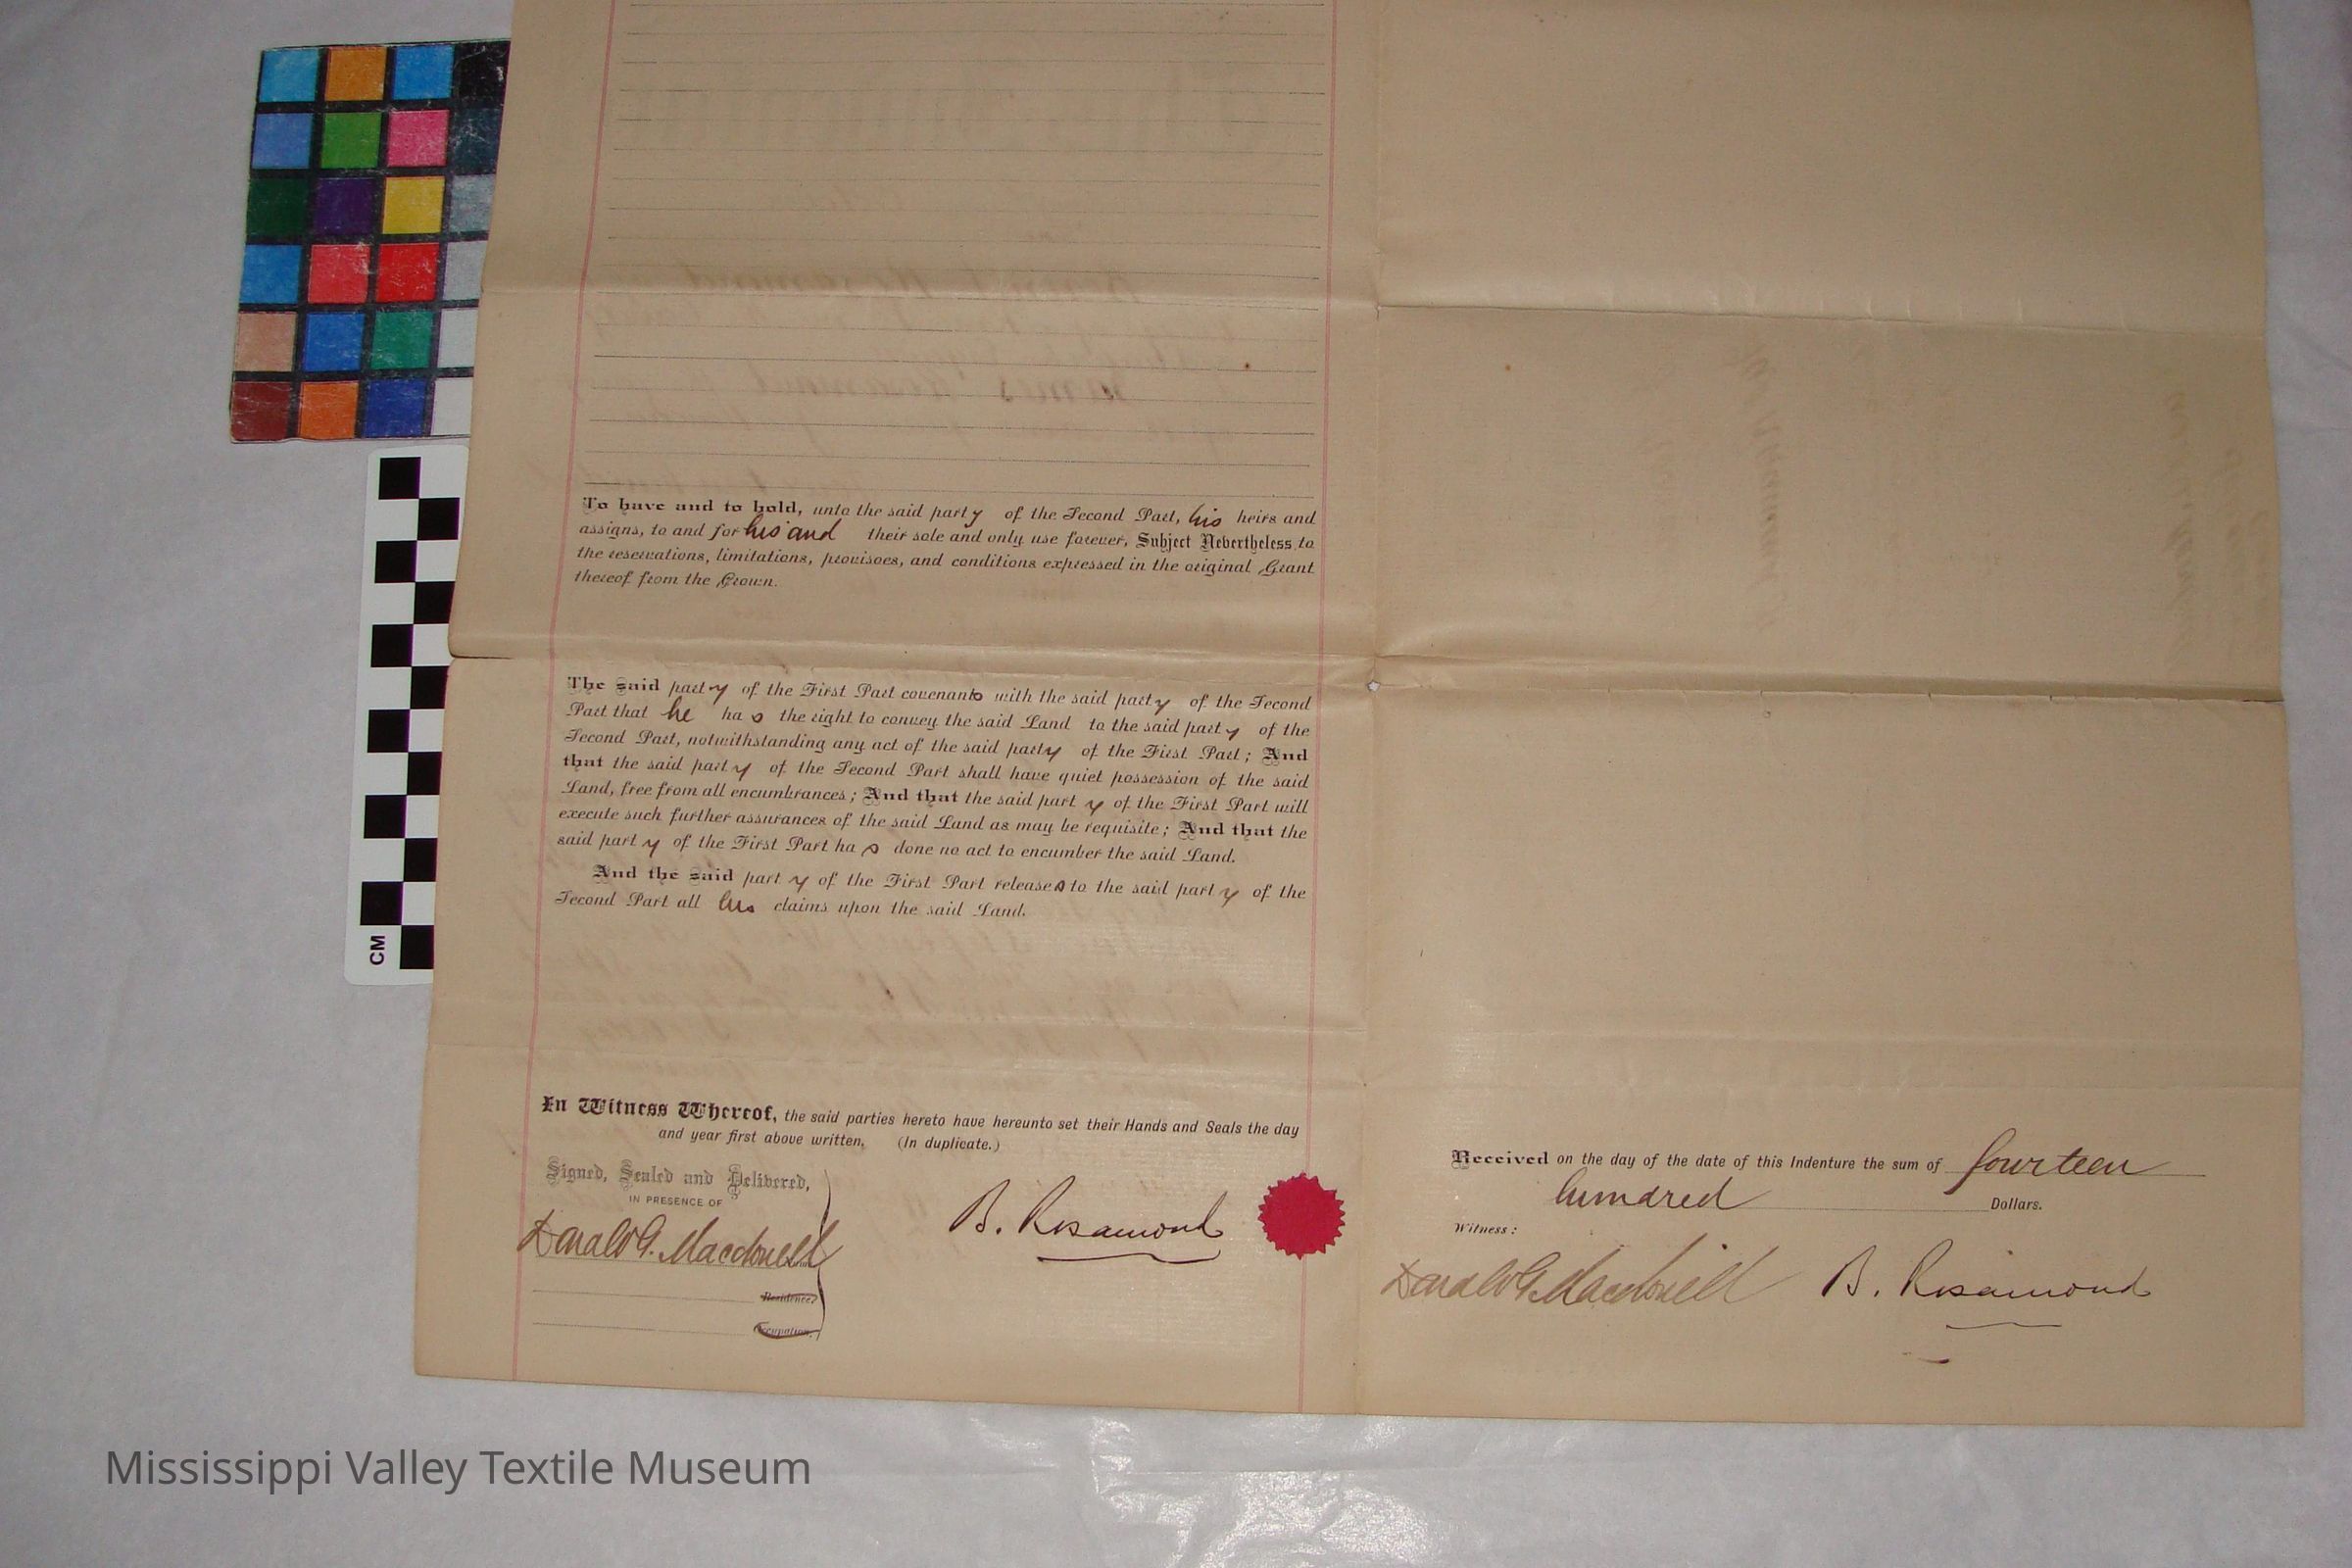 To have and to hold, unto the said party of the Second Part, his heirs and
assigns, to and for his and their sole and only use forever, Subject Nevertheless to
the reservations, limitations, provisoes, and conditions expressed in the original Grant
thereof from the Crown.
The said party of the First Part covenants with the said party of the Second
Part that he has the right to convey the said Land to the said party of the
Second Part, notwithstanding any act of the said party of the First Part; And
that the said party of the Second Part shall have quiet possession of the said
Land, free from all encumbrances; And that the said party of the First Part will
execute such further assurances of the said Land as may be requisite; And that the
said party of the First Part has done no act to encumber the said Land.
And the said party of the First Part releases to the said party of the
Second Part all his claims upon the said Land.
In Witness Whereof, the said parties hereto have hereunto set their Hands and Seals the day
and year first above written. (In duplicate.)
Signed, Sealed and Delivered,
IN PRESENCE OF
Donald G. Macdonell
Residence,
Occupation,
B. Rosamond
Received on the day of the date of this Indenture the sum of fourteen
hundred Dollars.
Witness:
Donald G. Macdonell B. Rosamond
CM
Mississippi Valley Textile Museum